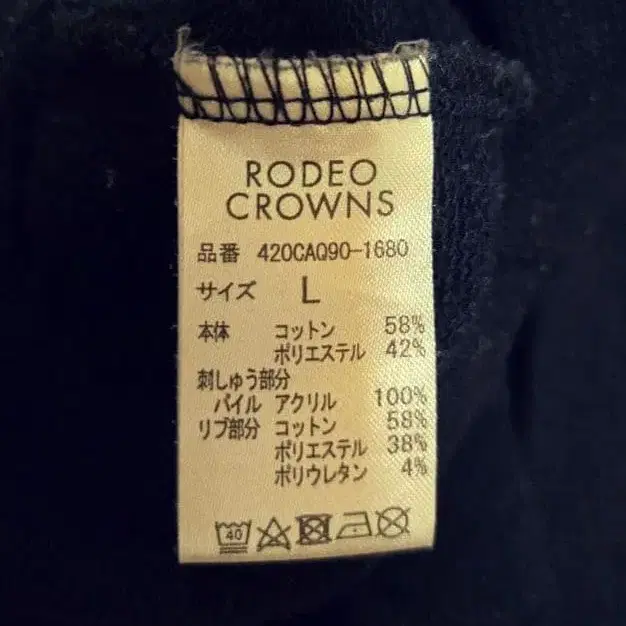 RODEO
CROWNS
品番 420CAQ90-1680
サイズ L
本体 コットン 58%
ポリエステル 42%
刺しゅう部分
パイル アクリル 100%
リブ部分 コットン 58%
ポリエステル 38%
ポリウレタン 4%
40